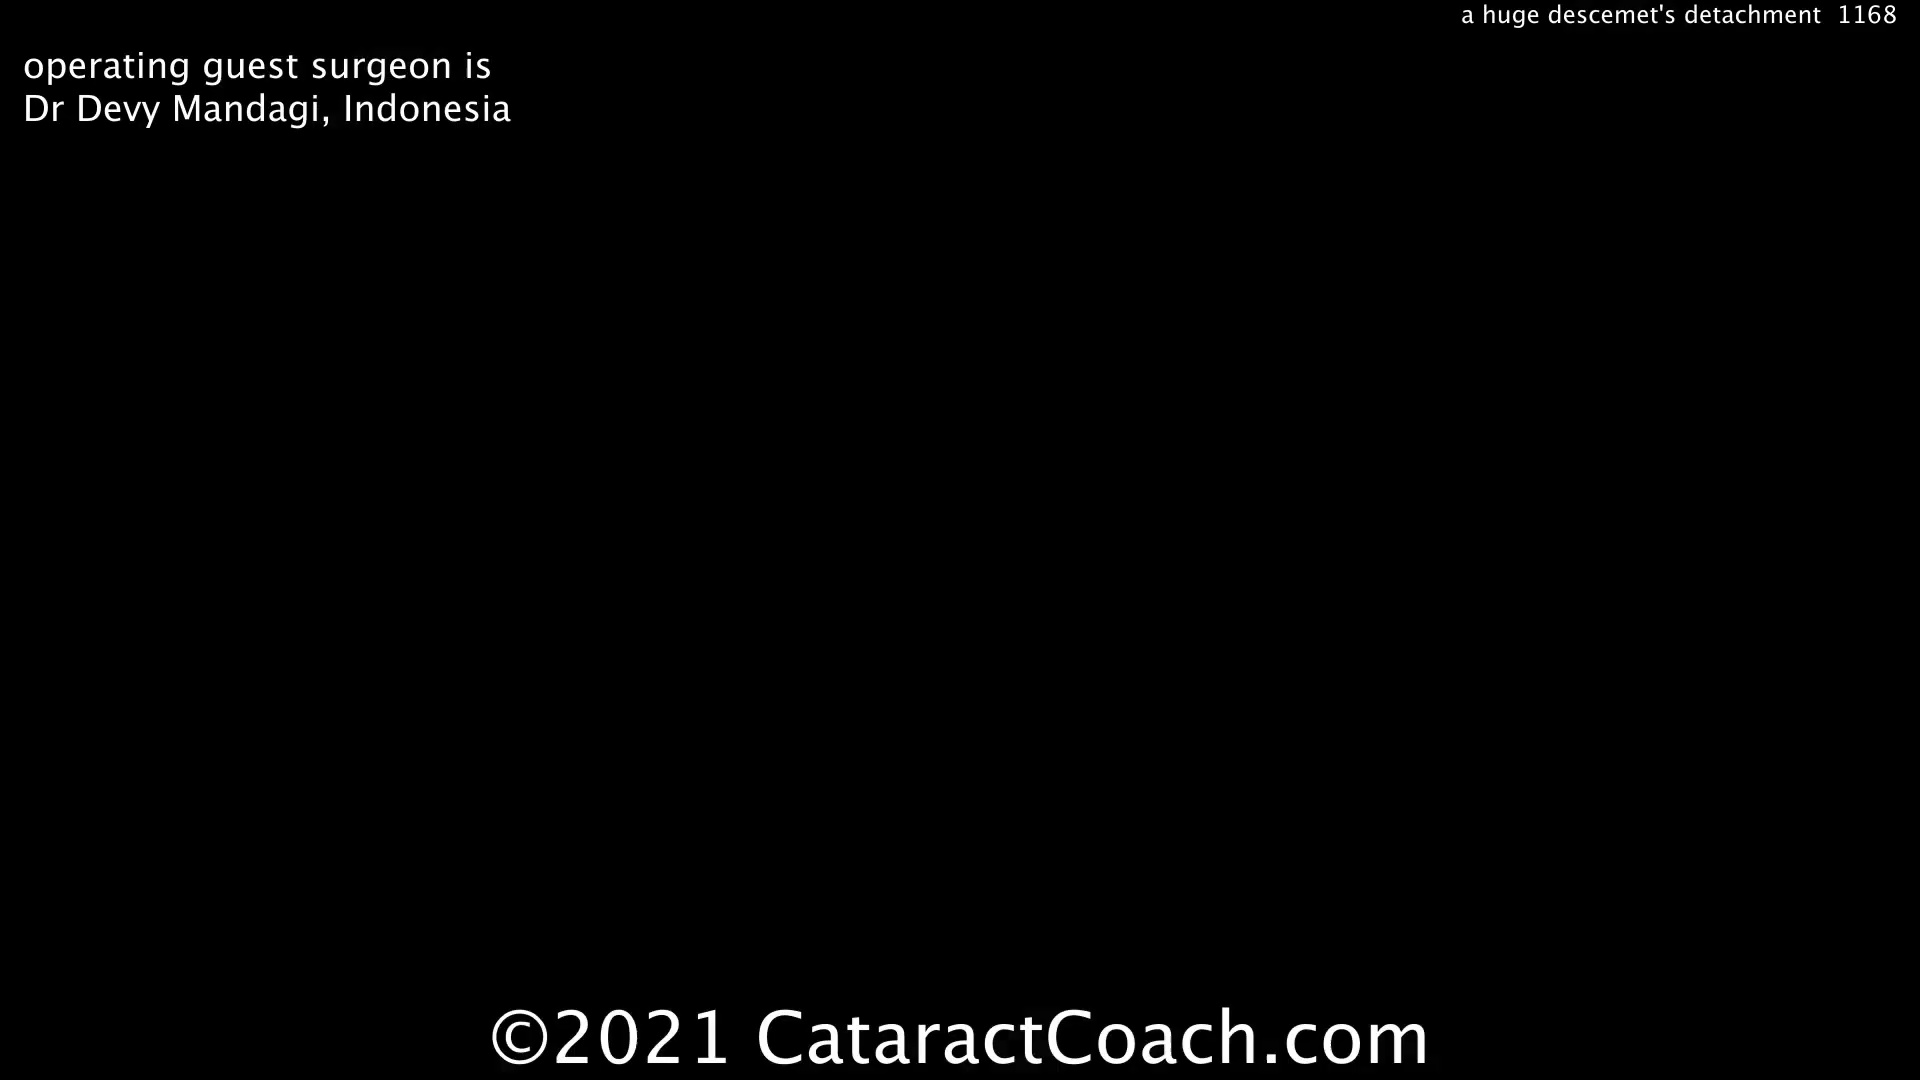 a huge descemet's detachment  1168
operating guest surgeon is
Dr Devy Mandagi, Indonesia
©2021 CataractCoach.com